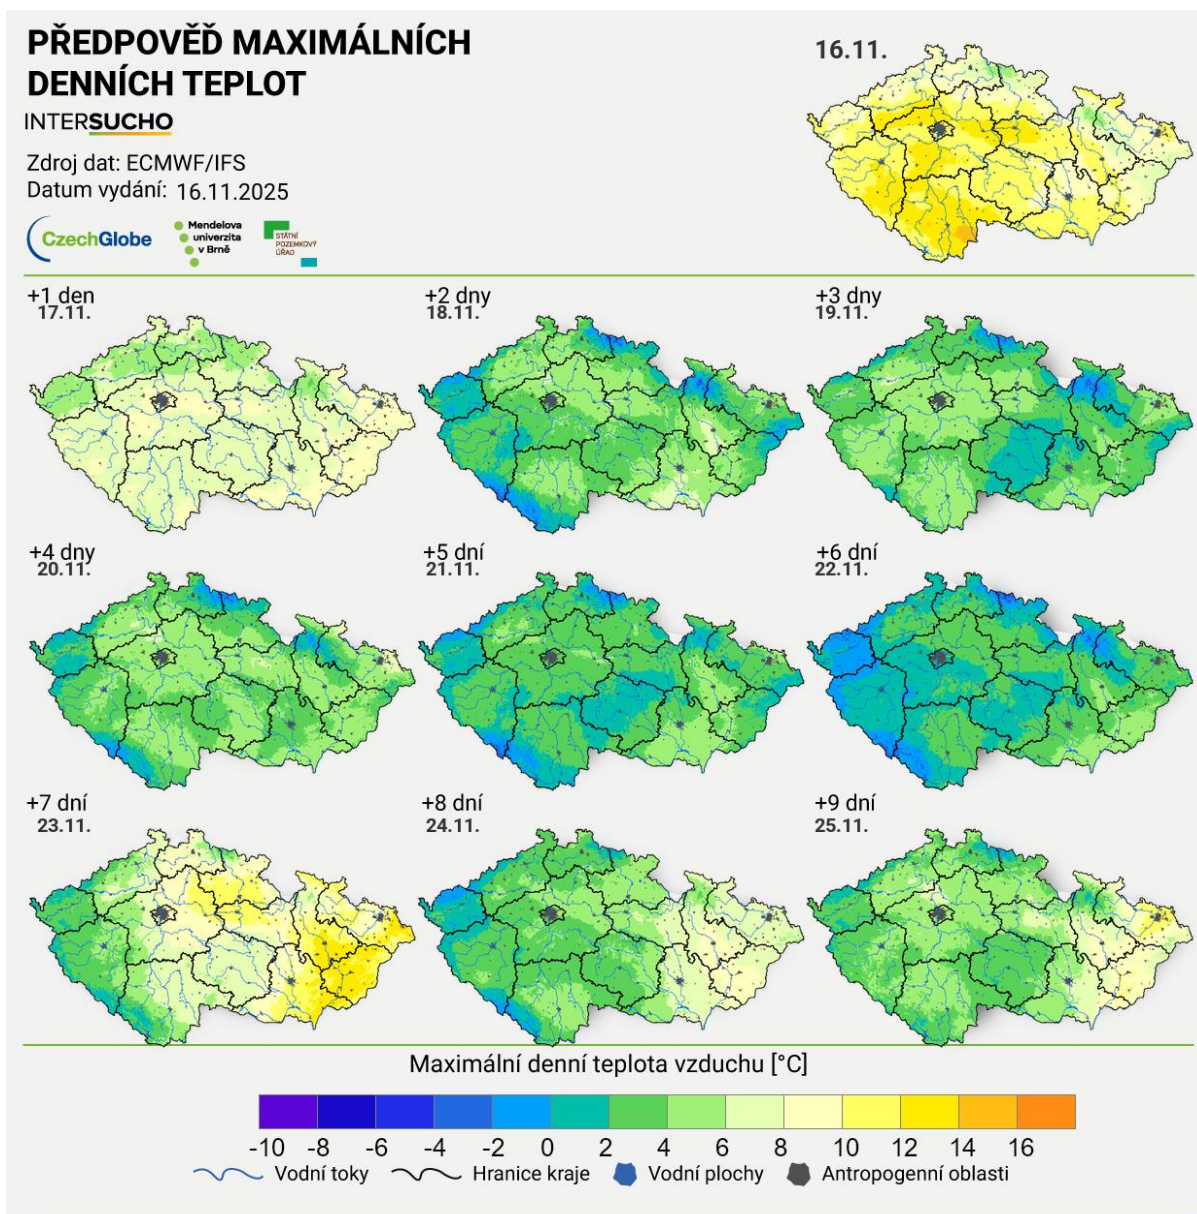 PŘEDPOVĚĎ MAXIMÁLNÍCH
DENNÍCH TEPLOT
INTERSUCHO
Zdroj dat: ECMWF/IFS
Datum vydání: 16.11.2025
CzechGlobe
Mendelova
univerzita
v Brně
STÁTNÍ
POZEMKOVÝ
ÚŘAD
16.11.
+1 den
17.11.
+2 dny
18.11.
+3 dny
19.11.
+4 dny
20.11.
+5 dní
21.11.
+6 dní
22.11.
+7 dní
23.11.
+8 dní
24.11.
+9 dní
25.11.
Maximální denní teplota vzduchu [°C]
-10 -8 -6 -4 -2 0 2 4 6 8 10 12 14 16
Vodní toky Hranice kraje Vodní plochy Antropogenní oblasti